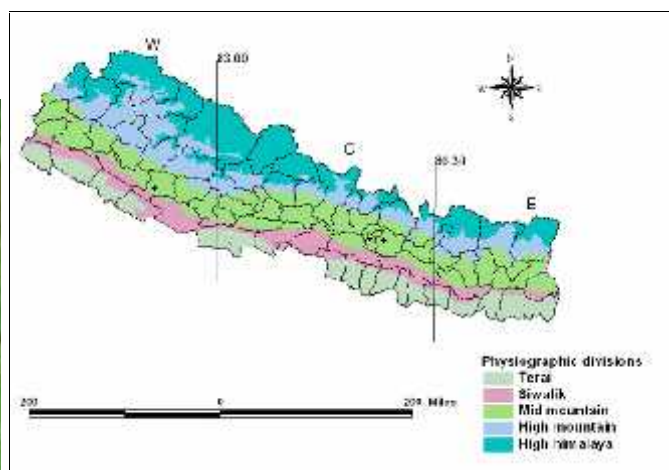 W
83.00
N
W
S
C
86.30
E
Physiographic divisions
Terai
Siwalik
Mid mountain
High mountain
High himalaya
200
0
200 Miles